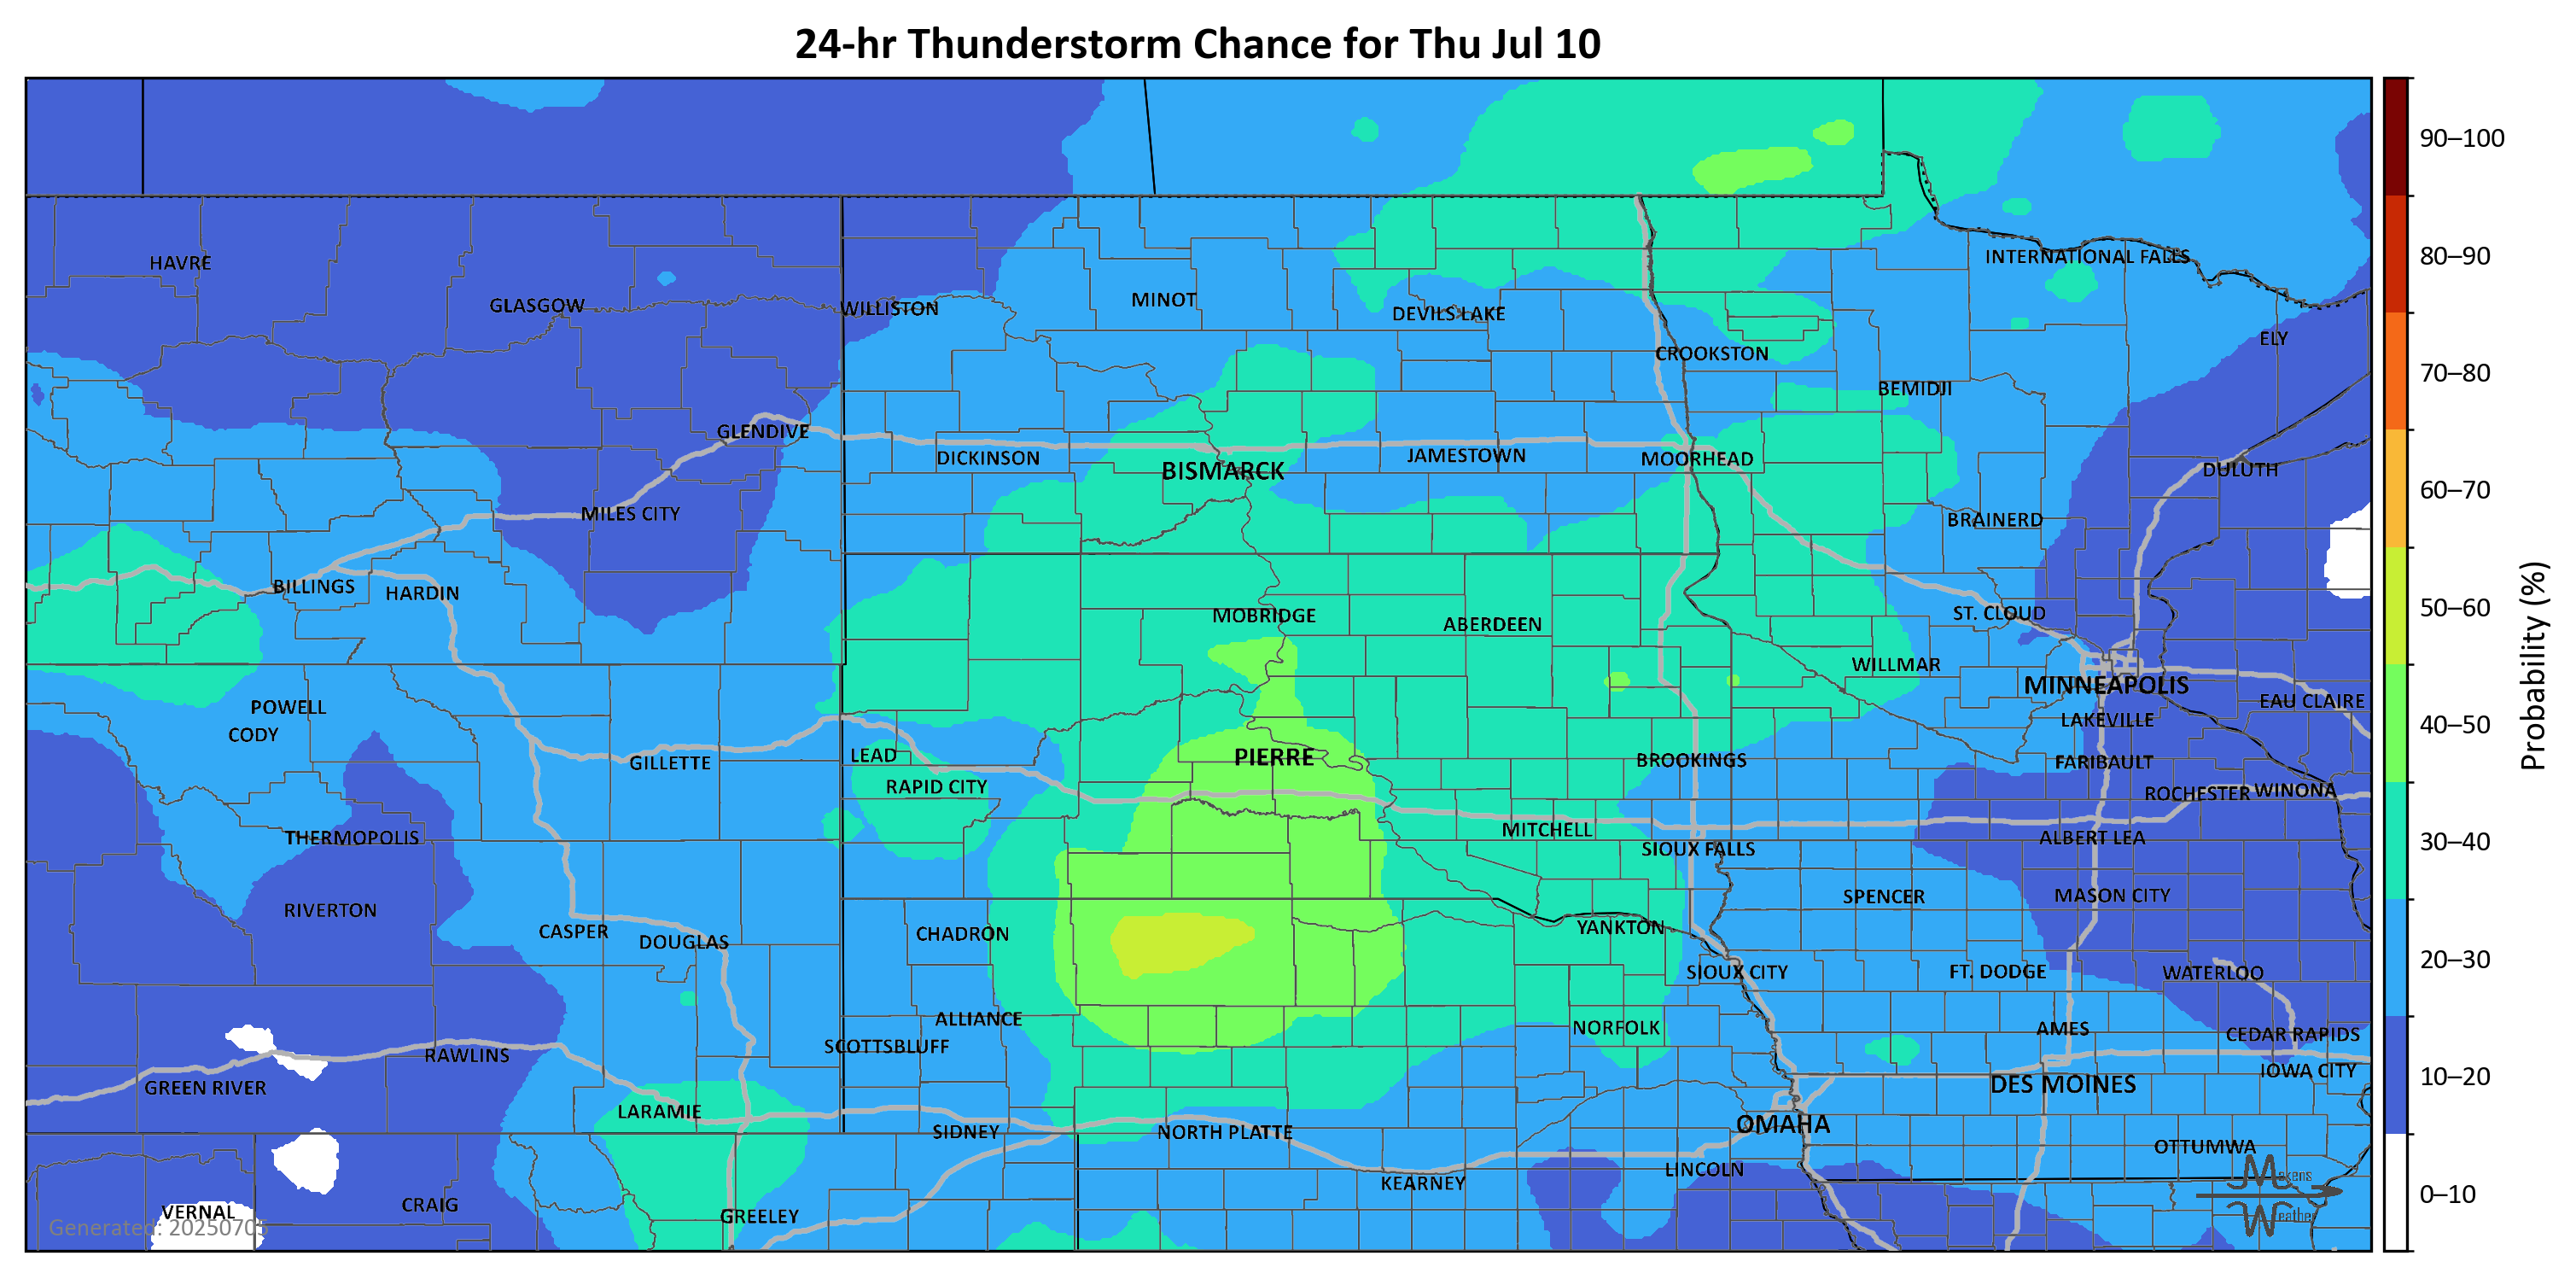 24-hr Thunderstorm Chance for Thu Jul 10
90–100
HAVRE
INTERNATIONAL FALLS
80–90
GLASGOW
WILLISTON
MINOT
DEVILS LAKE
ELY
CROOKSTON
70–80
BEMIDJI
GLENDIVE
DICKINSON
BISMARCK
JAMESTOWN
MOORHEAD
DULUTH
60–70
MILES CITY
BRAINERD
BILLINGS
HARDIN
MOBRIDGE
ABERDEEN
ST. CLOUD
50–60
WILLMAR
MINNEAPOLIS
POWELL
EAU CLAIRE
CODY
LAKEVILLE
40–50
Probability (%)
LEAD
PIERRE
GILLETTE
BROOKINGS
FARIBAULT
RAPID CITY
ROCHESTER
WINONA
THERMOPOLIS
MITCHELL
ALBERT LEA
30–40
SIOUX FALLS
RIVERTON
SPENCER
MASON CITY
CASPER
DOUGLAS
CHADRON
YANKTON
SIOUX CITY
FT. DODGE
WATERLOO
20–30
ALLIANCE
NORFOLK
AMES
CEDAR RAPIDS
RAWLINS
SCOTTSBLUFF
GREEN RIVER
DES MOINES
IOWA CITY
10–20
LARAMIE
SIDNEY
NORTH PLATTE
OMAHA
OTTUMWA
LINCOLN
KEARNEY
Makens
Weather
0–10
VERNAL
CRAIG
GREELEY
Generated: 20250705